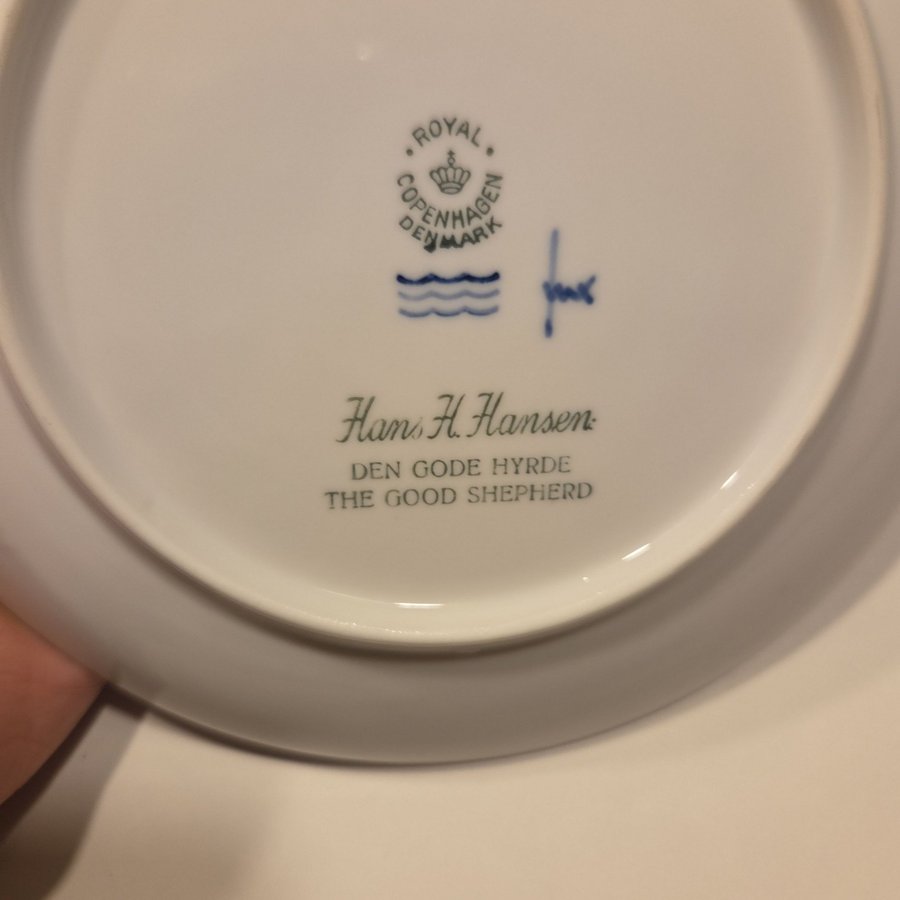 ROYAL
COPENHAGEN
DENMARK
Hans H. Hansen
DEN GODE HYRDE
THE GOOD SHEPHERD